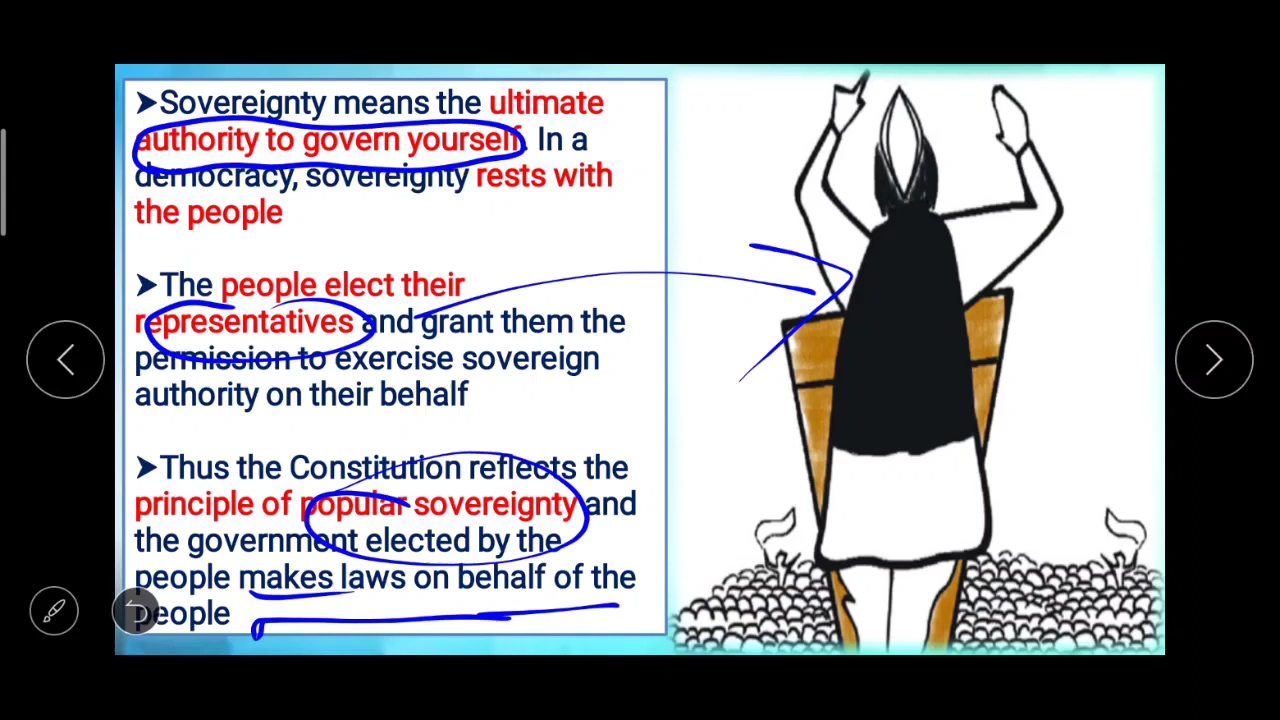 ➤Sovereignty means the ultimate
authority to govern yourself. In a
democracy, sovereignty rests with
the people
➤The people elect their
representatives and grant them the
permission to exercise sovereign
authority on their behalf
➤Thus the Constitution reflects the
principle of popular sovereignty and
the government elected by the
people makes laws on behalf of the
people